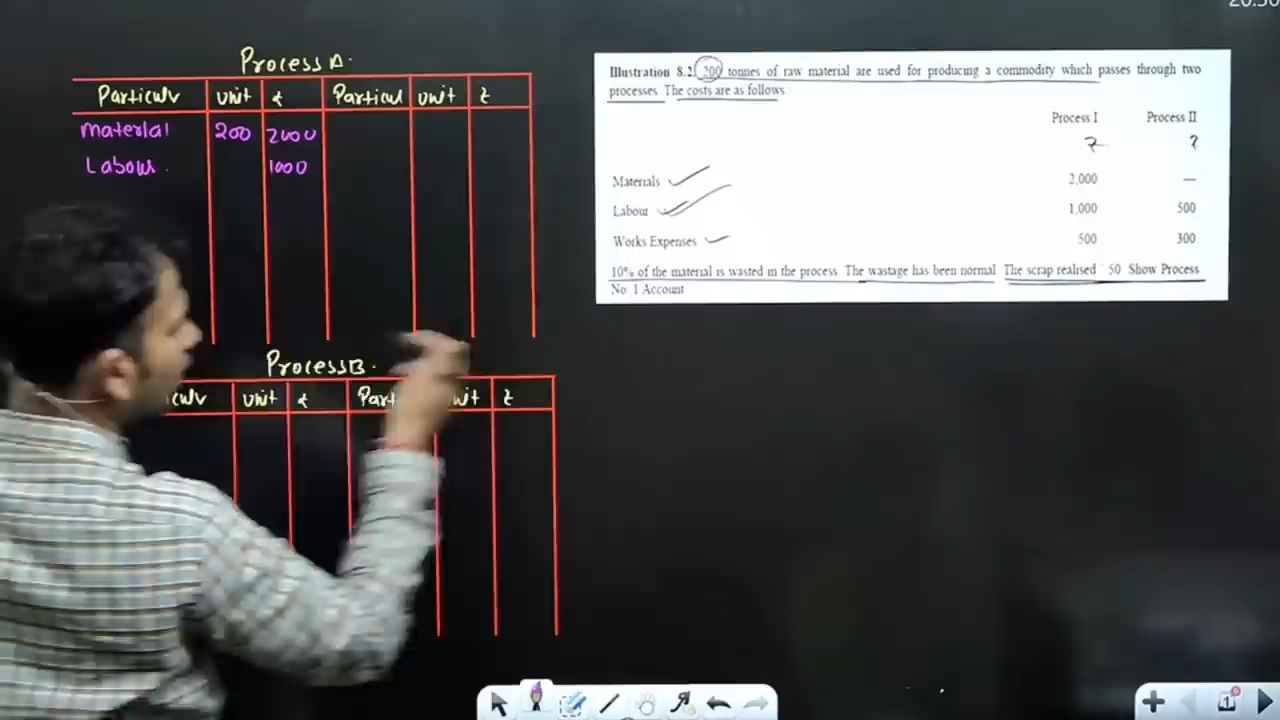 Process A.
Particulr unit ₹ Particul unit ₹
material 200 2000
Labour. 1000
Process B.
unit ₹ unit ₹
Illustration 8.2. 200 tonnes of raw material are used for producing a commodity which passes through two
processes The costs are as follows
Process I Process II
₹ ?
Materials 2,000 —
Labour 1,000 500
Works Expenses 500 300
10% of the material is wasted in the process The wastage has been normal The scrap realised 50 Show Process
No 1 Account
1